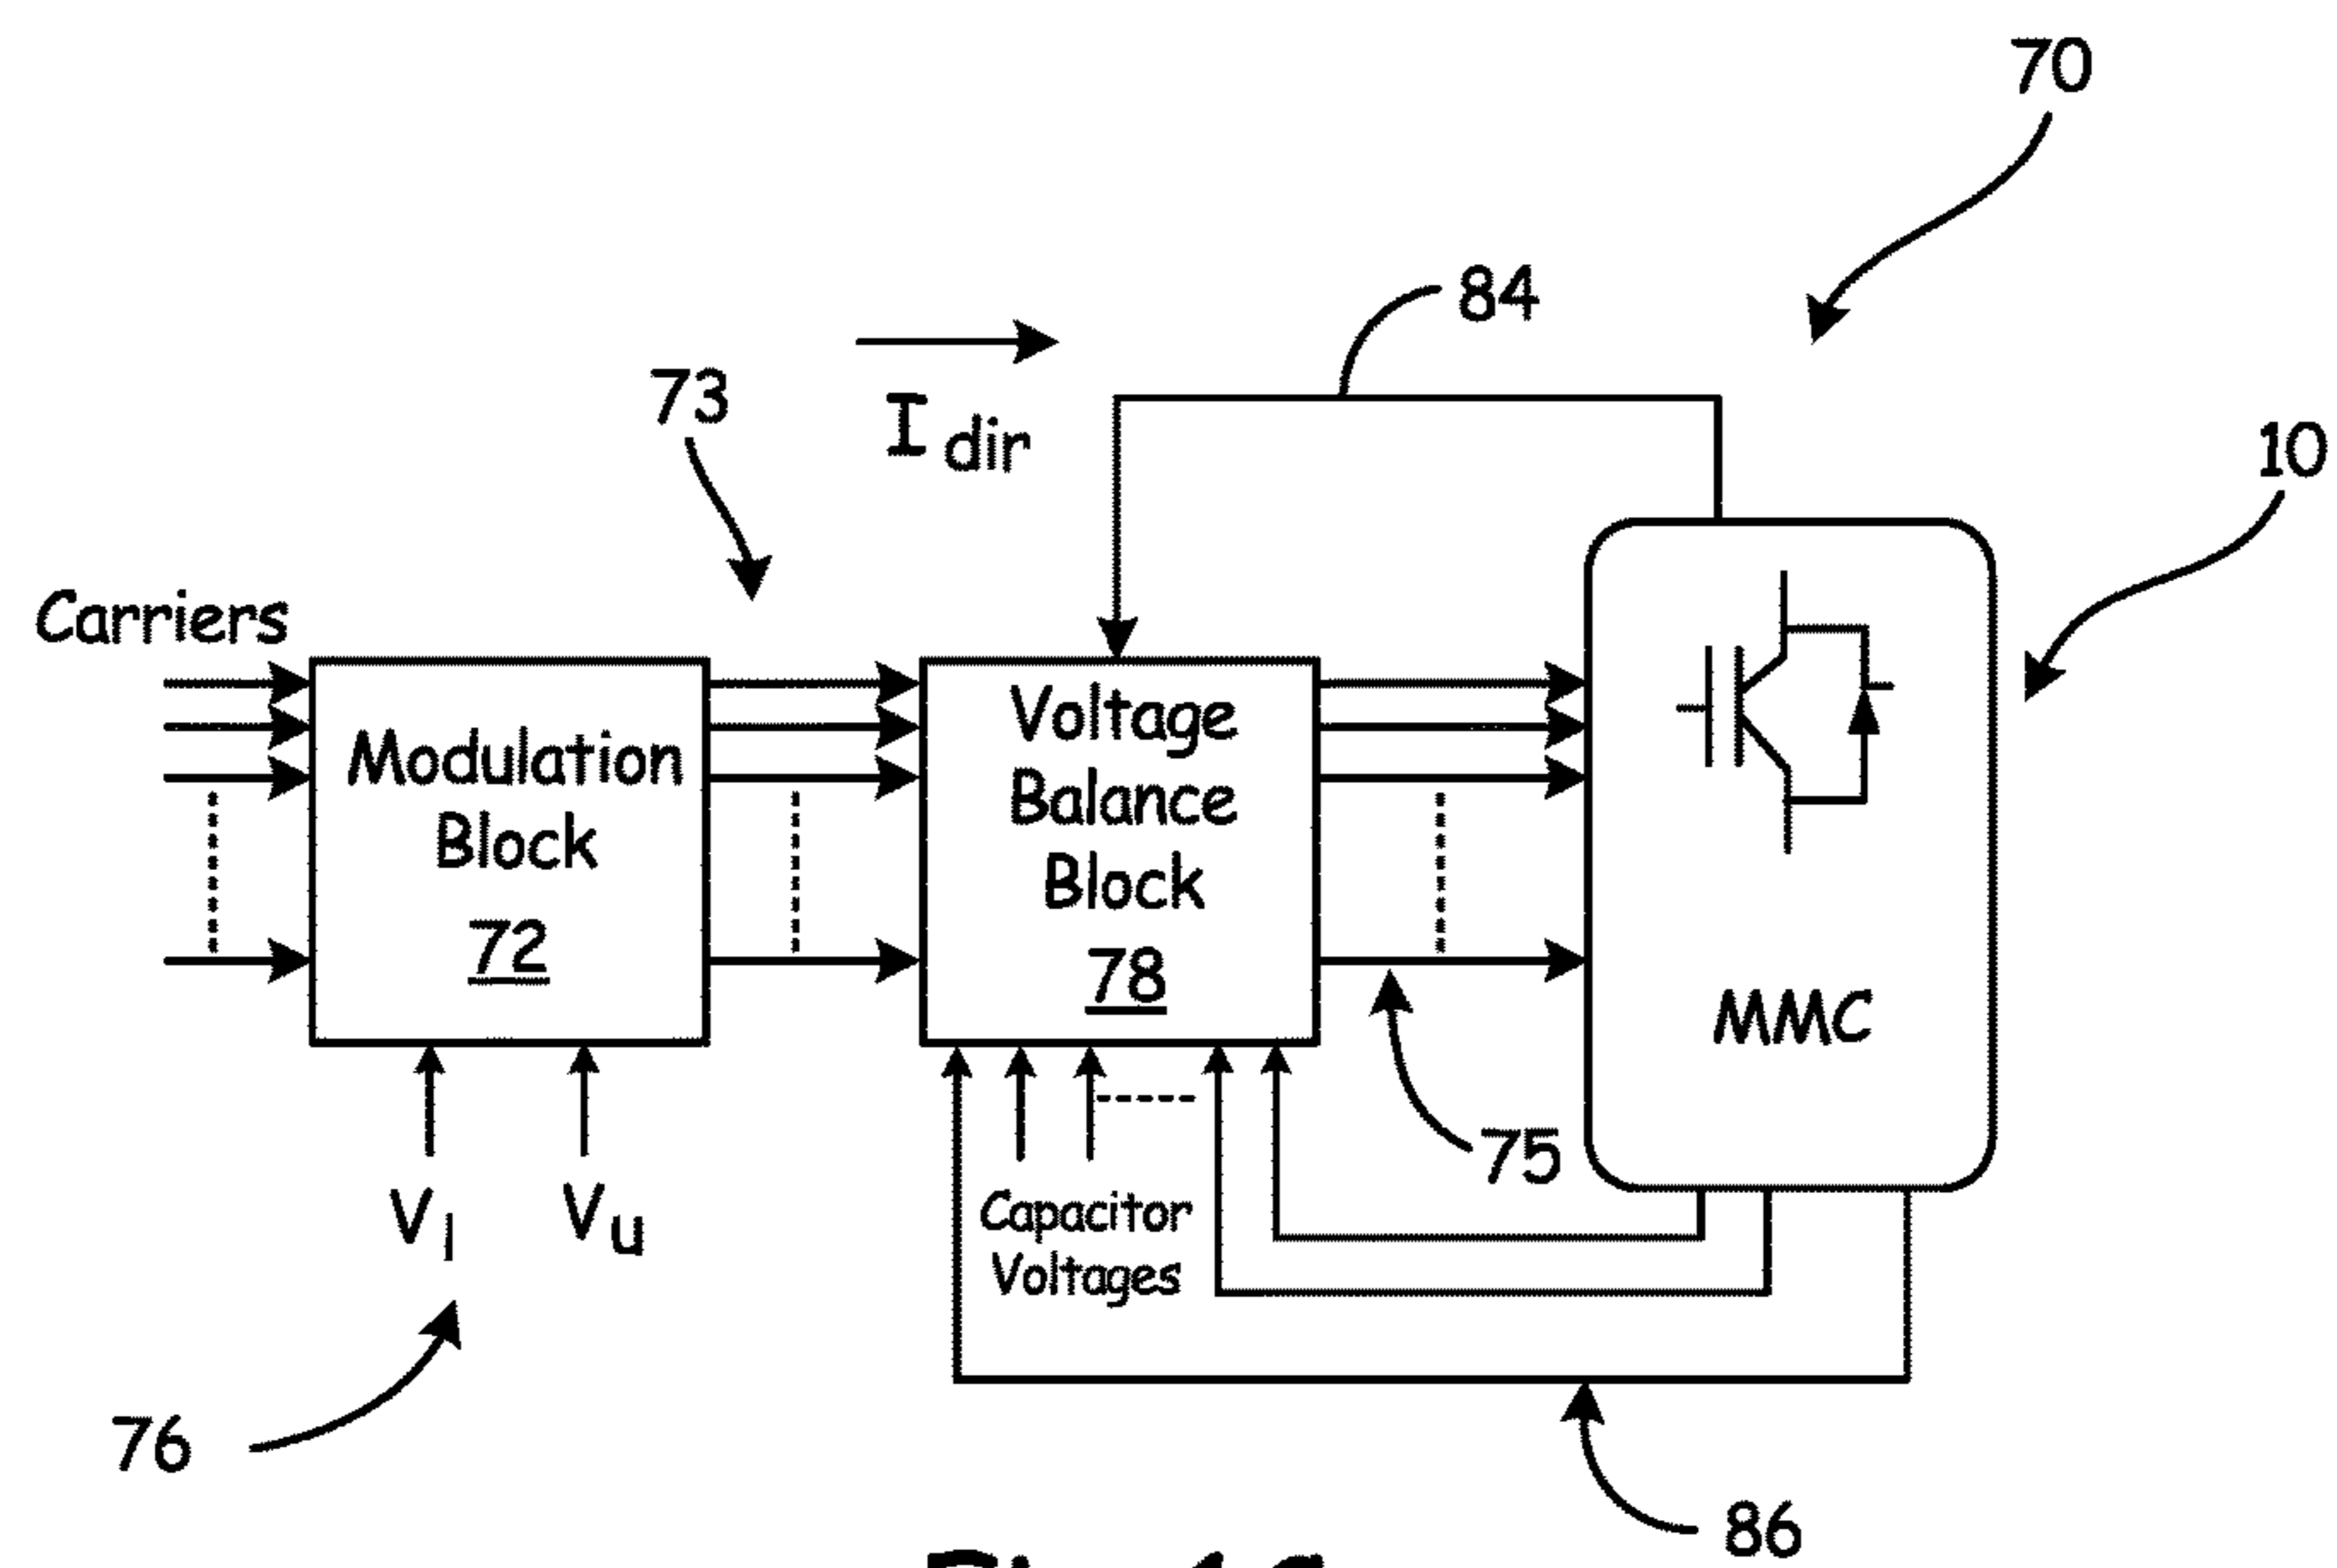 70
84
73
I dir
10
Carriers
Modulation
Block
72
Voltage
Balance
Block
78
MMC
75
V l
V u
Capacitor
Voltages
76
86